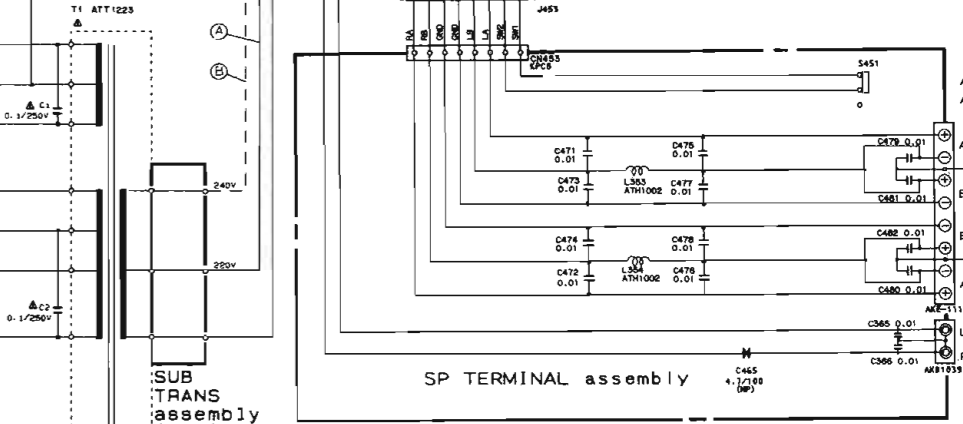 J453
T1 ATT1223
A
B
RA RB GND GND LB LA SW2 SW1
CN453
KPC8
S451
C1
0.1/250V
C471
0.01
C475
0.01
C479 0.01
C473
0.01
L353
ATH1002
C477
0.01
240V
C481 0.01
C474
0.01
C478
0.01
C482 0.01
C472
0.01
L354
ATH1002
C476
0.01
220V
C480 0.01
C2
0.1/250V
C365 0.01
C366 0.01
AKB1039
SP TERMINAL assembly
C465
4.7/100
(NP)
SUB
TRANS
assembly